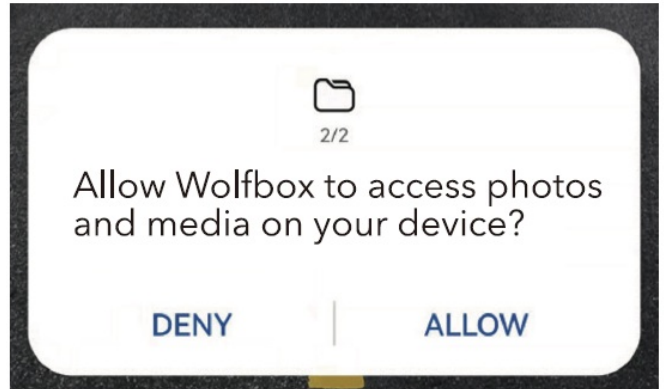 2/2
Allow Wolfbox to access photos
and media on your device?
DENY
ALLOW